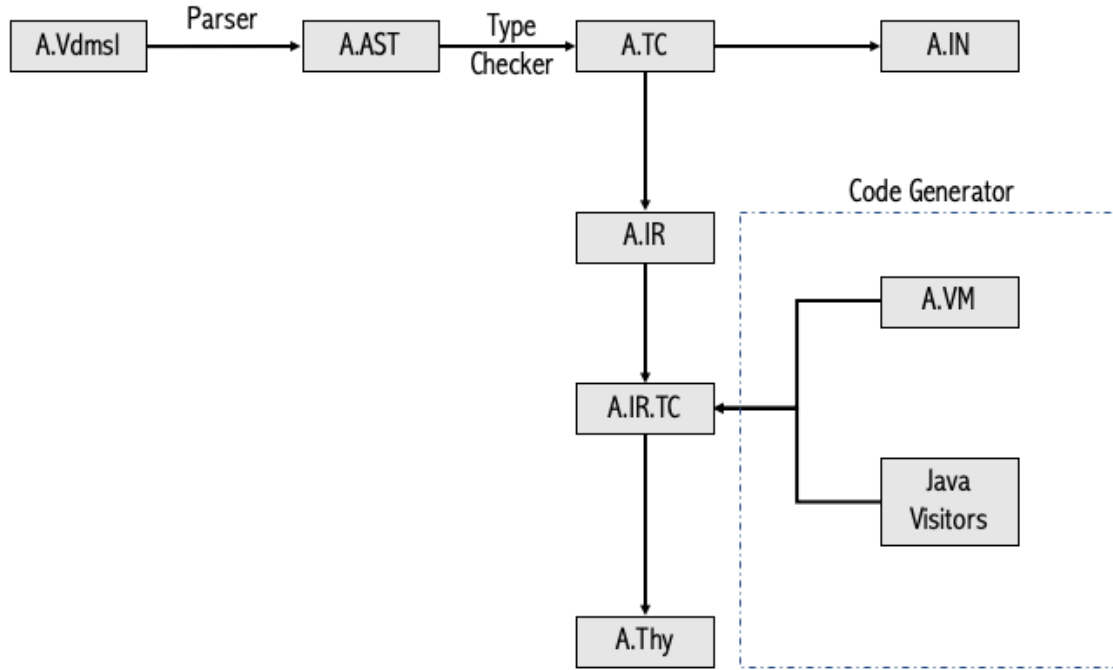 Parser
A.Vdmsl
A.AST
Type
Checker
A.TC
A.IN
A.IR
Code Generator
A.VM
A.IR.TC
Java
Visitors
A.Thy